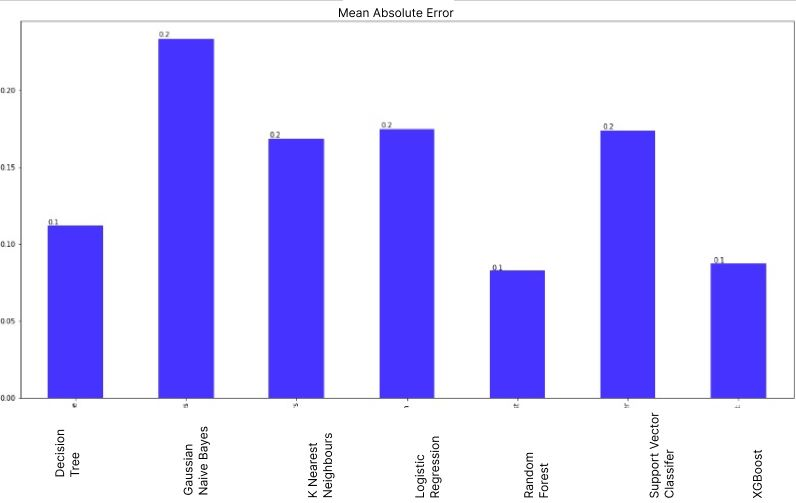 Mean Absolute Error
0.20
0.15
0.10
0.05
0.00
0.1
0.2
0.2
0.2
0.1
0.2
0.1
Decision
Tree
Gaussian
Naive Bayes
K Nearest
Neighbours
Logistic
Regression
Random
Forest
Support Vector
Classifer
XGBoost